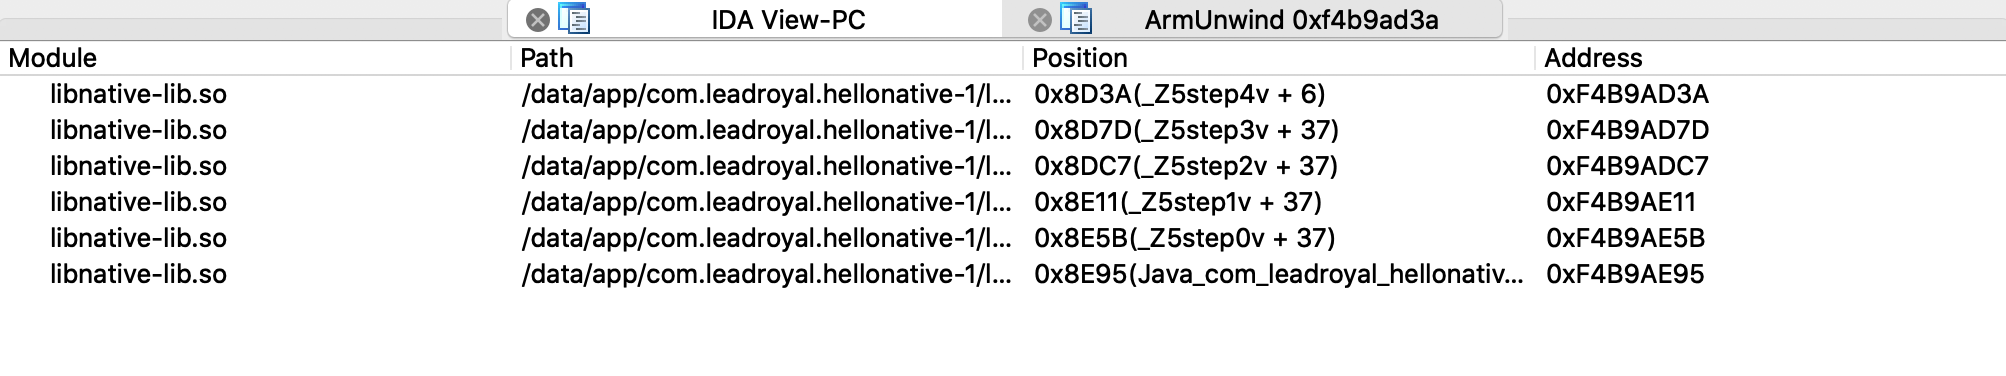 IDA View-PC ArmUnwind 0xf4b9ad3a
Module Path Position Address
libnative-lib.so /data/app/com.leadroyal.hellonative-1/l... 0x8D3A(_Z5step4v + 6) 0xF4B9AD3A
libnative-lib.so /data/app/com.leadroyal.hellonative-1/l... 0x8D7D(_Z5step3v + 37) 0xF4B9AD7D
libnative-lib.so /data/app/com.leadroyal.hellonative-1/l... 0x8DC7(_Z5step2v + 37) 0xF4B9ADC7
libnative-lib.so /data/app/com.leadroyal.hellonative-1/l... 0x8E11(_Z5step1v + 37) 0xF4B9AE11
libnative-lib.so /data/app/com.leadroyal.hellonative-1/l... 0x8E5B(_Z5step0v + 37) 0xF4B9AE5B
libnative-lib.so /data/app/com.leadroyal.hellonative-1/l... 0x8E95(Java_com_leadroyal_hellonativ... 0xF4B9AE95